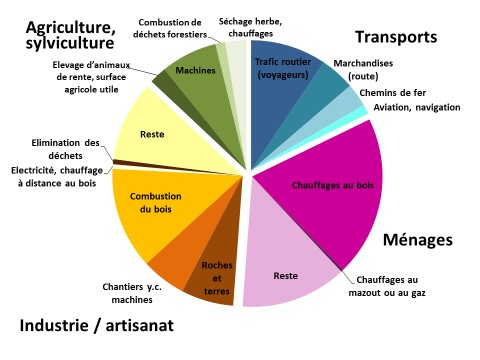 Agriculture,
sylviculture
Combustion de
déchets forestiers
Séchage herbe,
chauffages
Transports
Elevage d'animaux
de rente, surface
agricole utile
Machines
Trafic routier
(voyageurs)
Marchandises
(route)
Chemins de fer
Aviation, navigation
Reste
Elimination des
déchets
Electricité, chauffage
à distance au bois
Chauffages au bois
Combustion
du bois
Ménages
Roches
et
terres
Reste
Chauffages au
mazout ou au gaz
Chantiers y.c.
machines
Industrie / artisanat